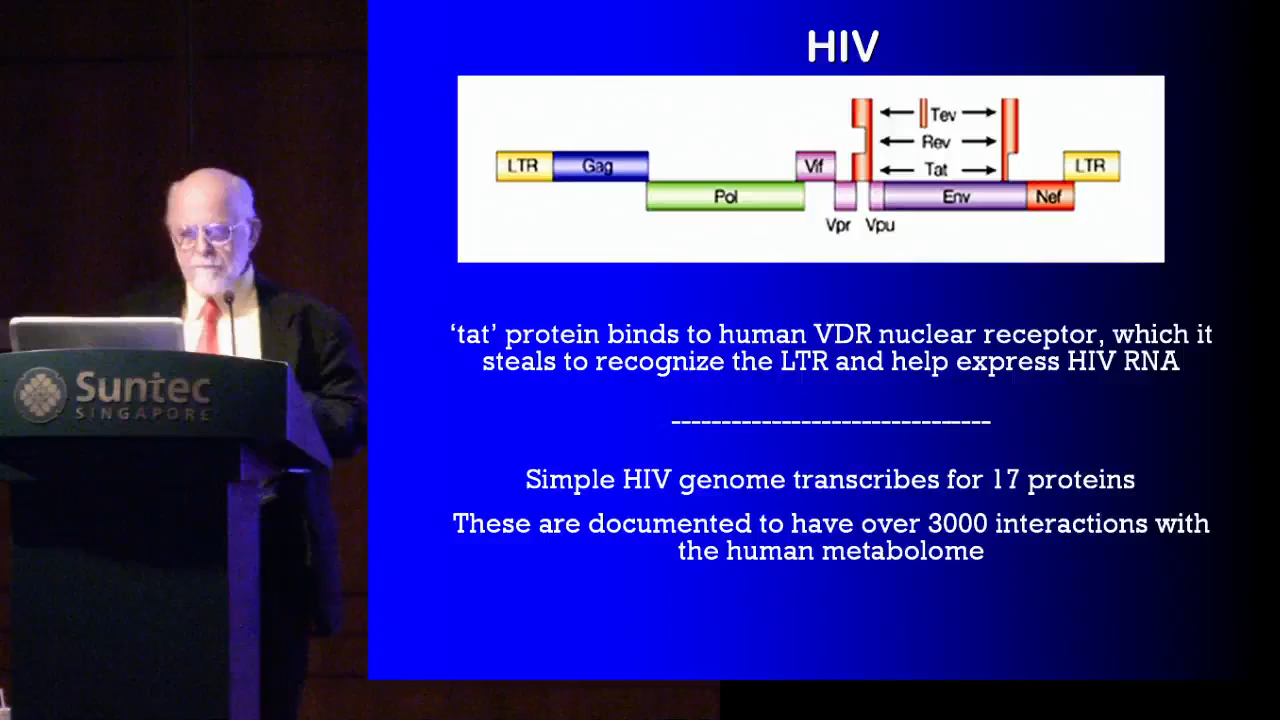 HIV
Tev
Rev
LTR
Gag
Vif
Tat
LTR
Pol
Env
Nef
Vpr
Vpu
‘tat’ protein binds to human VDR nuclear receptor, which it
steals to recognize the LTR and help express HIV RNA
--------------------------------
Simple HIV genome transcribes for 17 proteins
These are documented to have over 3000 interactions with
the human metabolome
Suntec
SINGAPORE